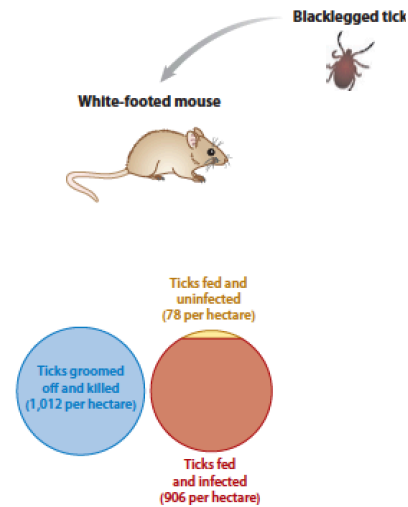 Blacklegged tick
White-footed mouse
Ticks fed and
uninfected
(78 per hectare)
Ticks groomed
off and killed
(1,012 per hectare)
Ticks fed
and infected
(906 per hectare)